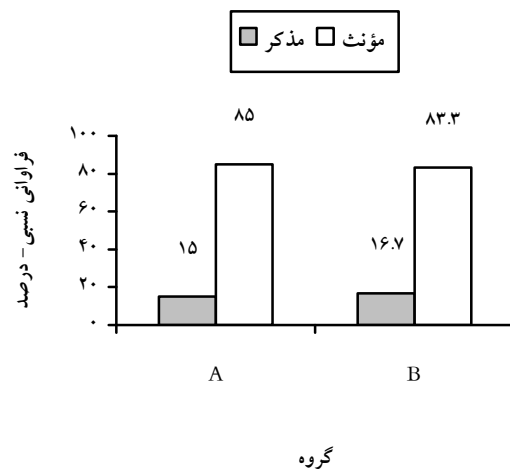 مذکر مؤنث
فراوانی نسبی - درصد
۱۰۰
۸۰
۶۰
۴۰
۲۰
۰
۱۵
۸۵
۱۶.۷
۸۳.۳
A
B
گروه